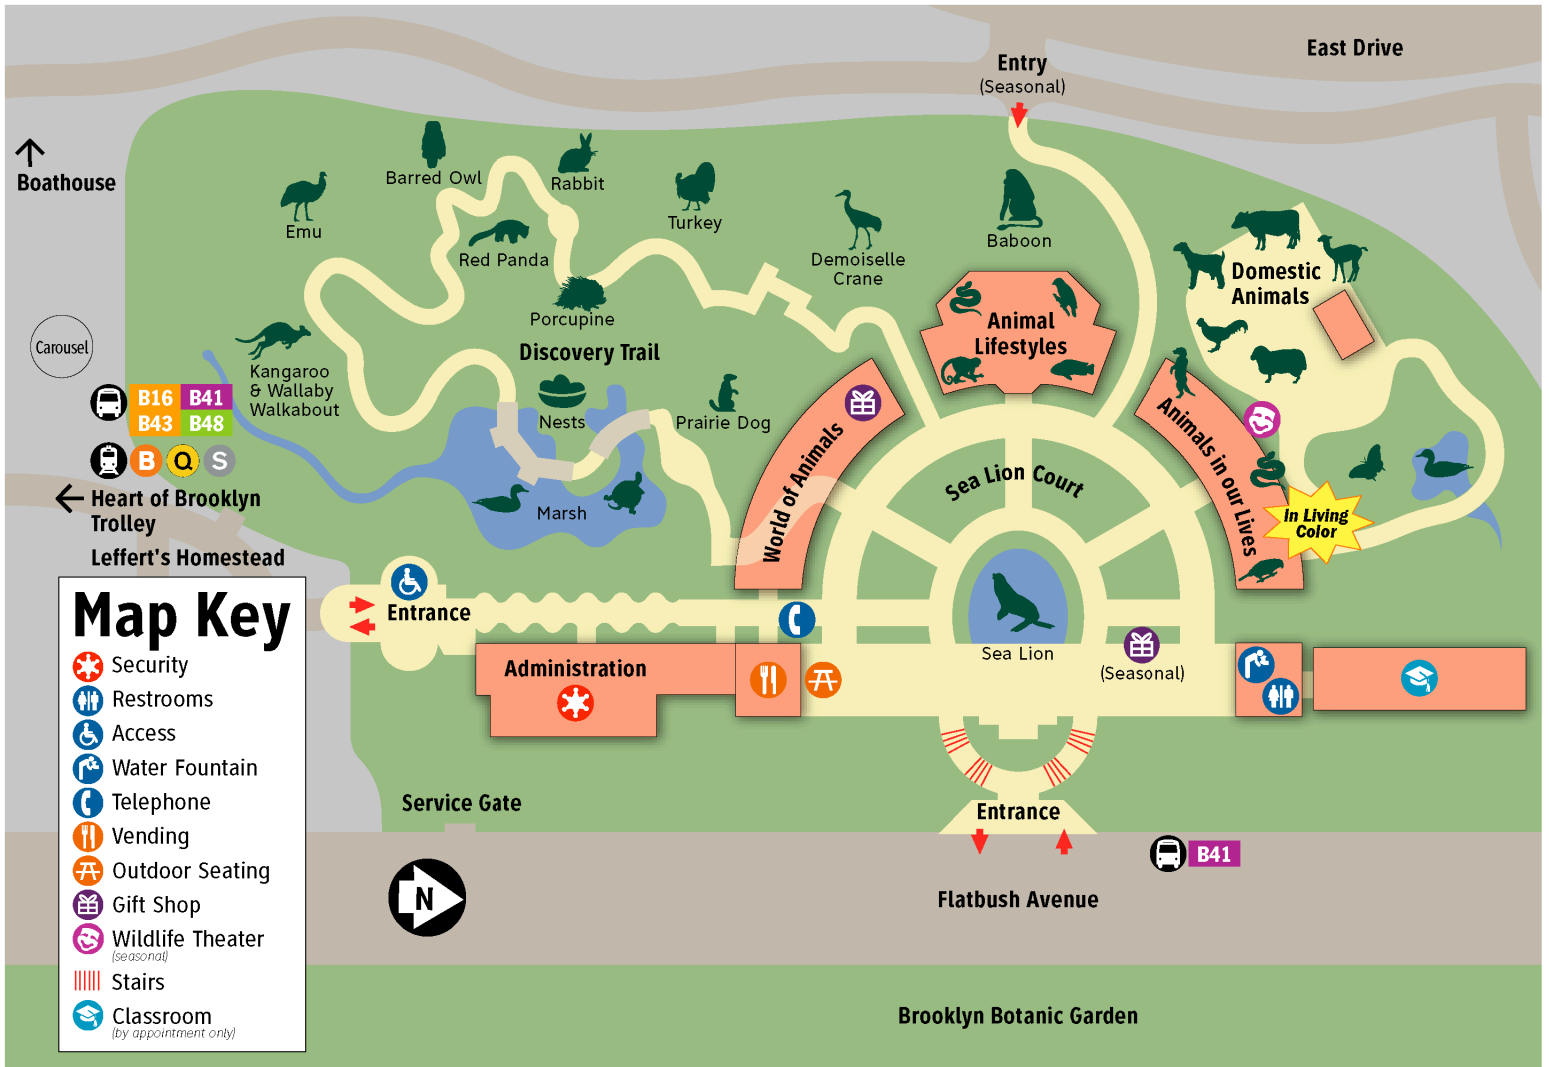 East Drive
Entry
(Seasonal)
Boathouse
Barred Owl
Rabbit
Turkey
Emu
Red Panda
Demoiselle
Crane
Baboon
Domestic
Animals
Porcupine
Discovery Trail
Animal
Lifestyles
Carousel
Kangaroo
& Wallaby
Walkabout
Nests
Prairie Dog
B16 B41
B43 B48
B Q S
World of Animals
Sea Lion Court
Animals in our Lives
In Living
Color
Marsh
Heart of Brooklyn
Trolley
Leffert's Homestead
Entrance
Sea Lion
(Seasonal)
Administration
Map Key
Security
Restrooms
Access
Water Fountain
Telephone
Vending
Outdoor Seating
Gift Shop
Wildlife Theater
(seasonal)
Stairs
Classroom
(by appointment only)
Service Gate
Entrance
N
B41
Flatbush Avenue
Brooklyn Botanic Garden